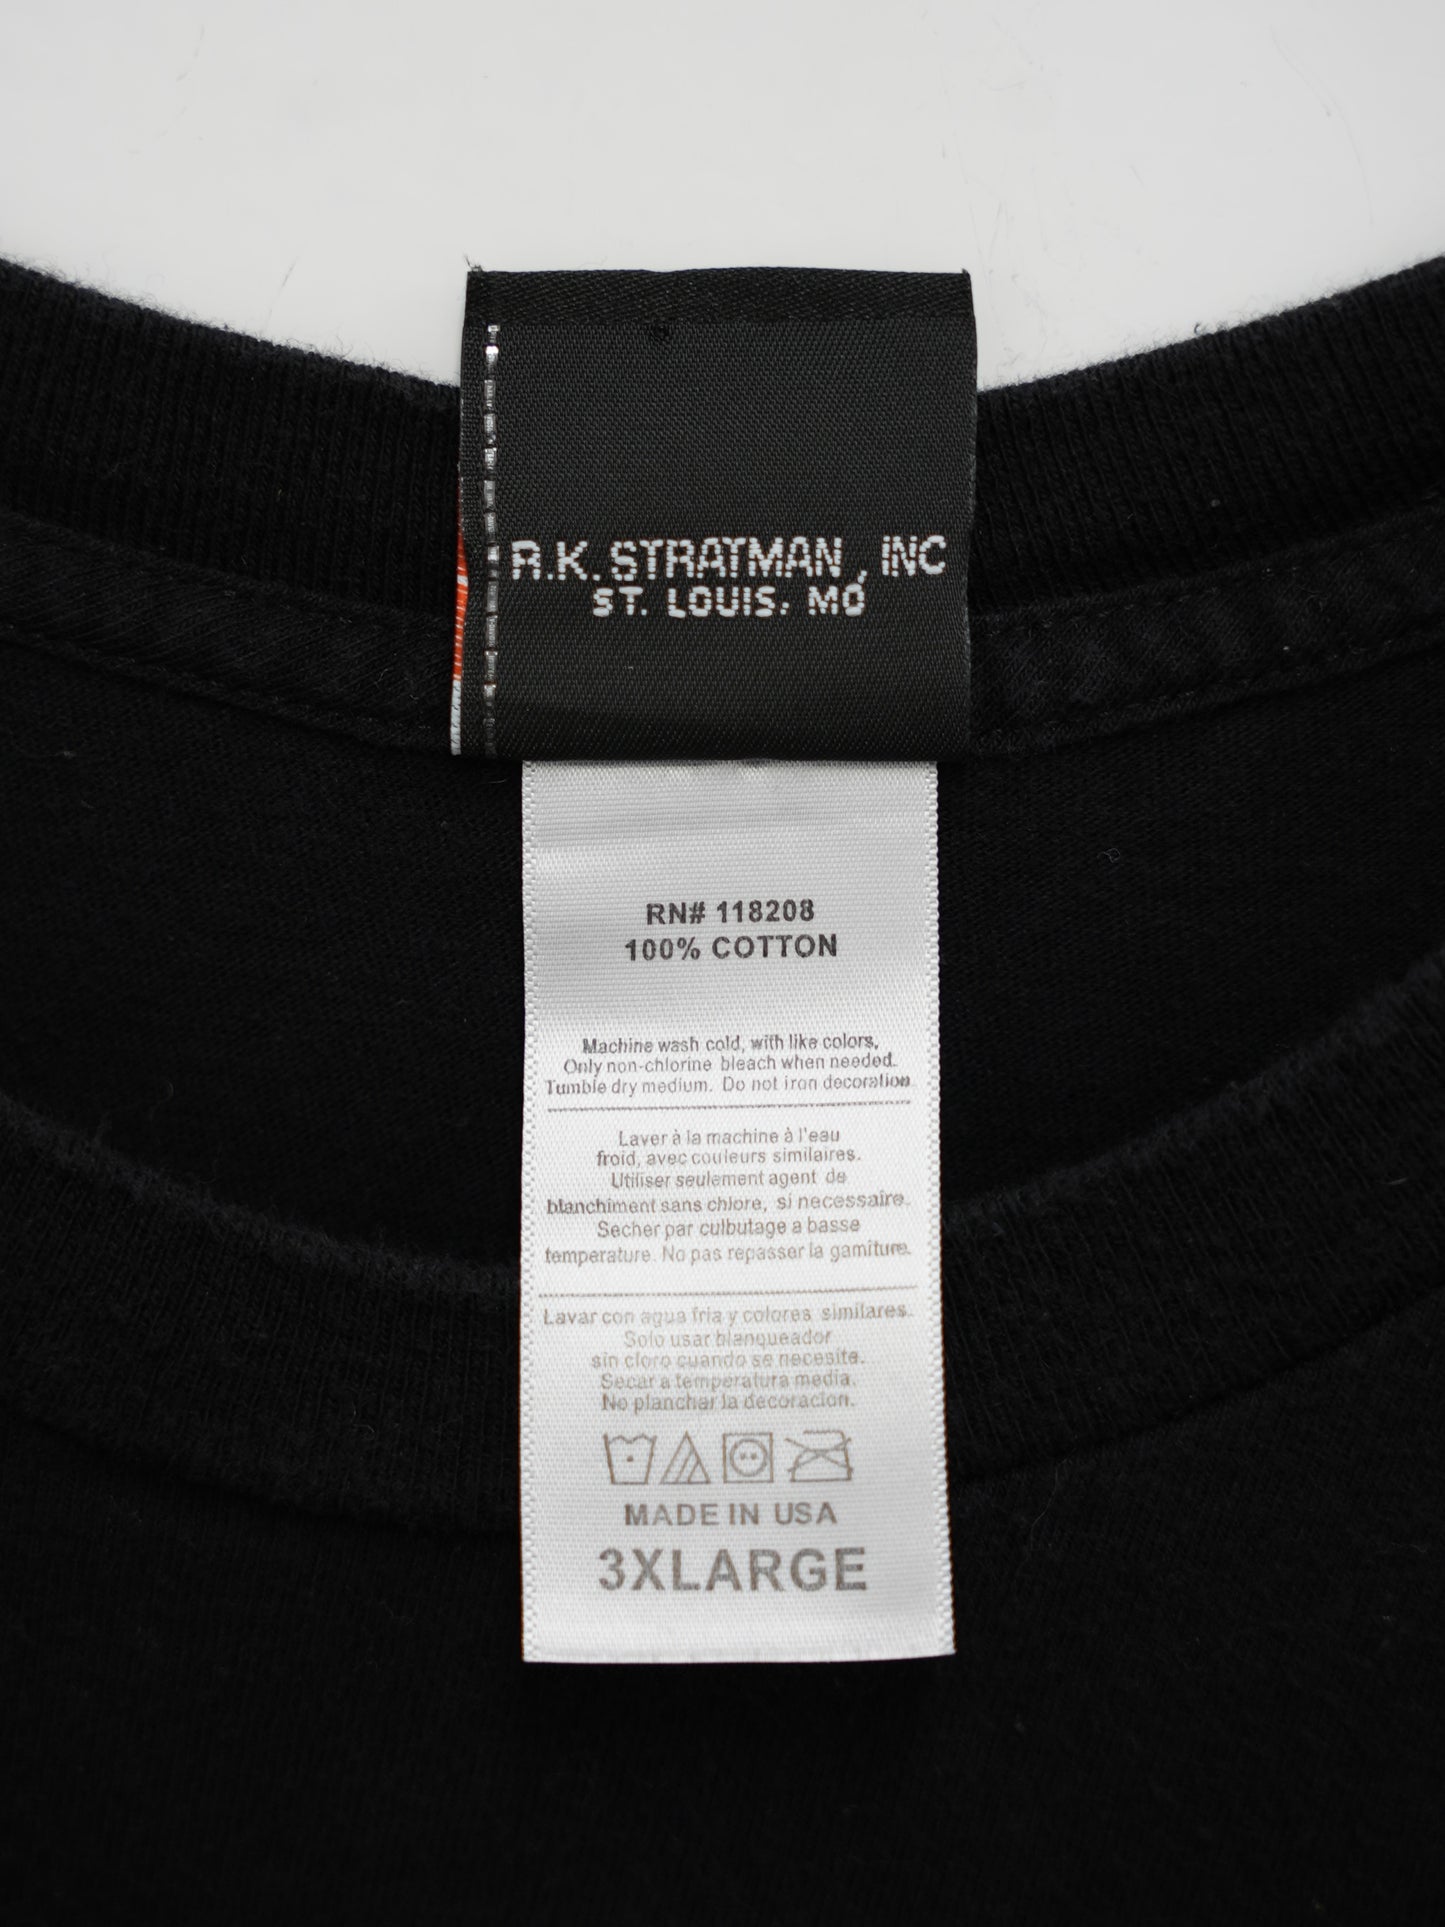 R.K. STRATMAN, INC
ST. LOUIS, MO
RN# 118208
100% COTTON
Machine wash cold, with like colors,
Only non-chlorine bleach when needed.
Tumble dry medium. Do not iron decoration
Laver à la machine à l'eau
froid, avec couleurs similaires.
Utiliser seulement agent de
blanchiment sans chlore, si necessaire.
Secher par culbutage a basse
temperature. No pas repasser la gamiture.
Lavar con agua fria y colores similares.
Solo usar blanqueador
sin cloro cuando se necesite.
Secar a temperatura media.
No planchar la decoracion.
MADE IN USA
3XLARGE